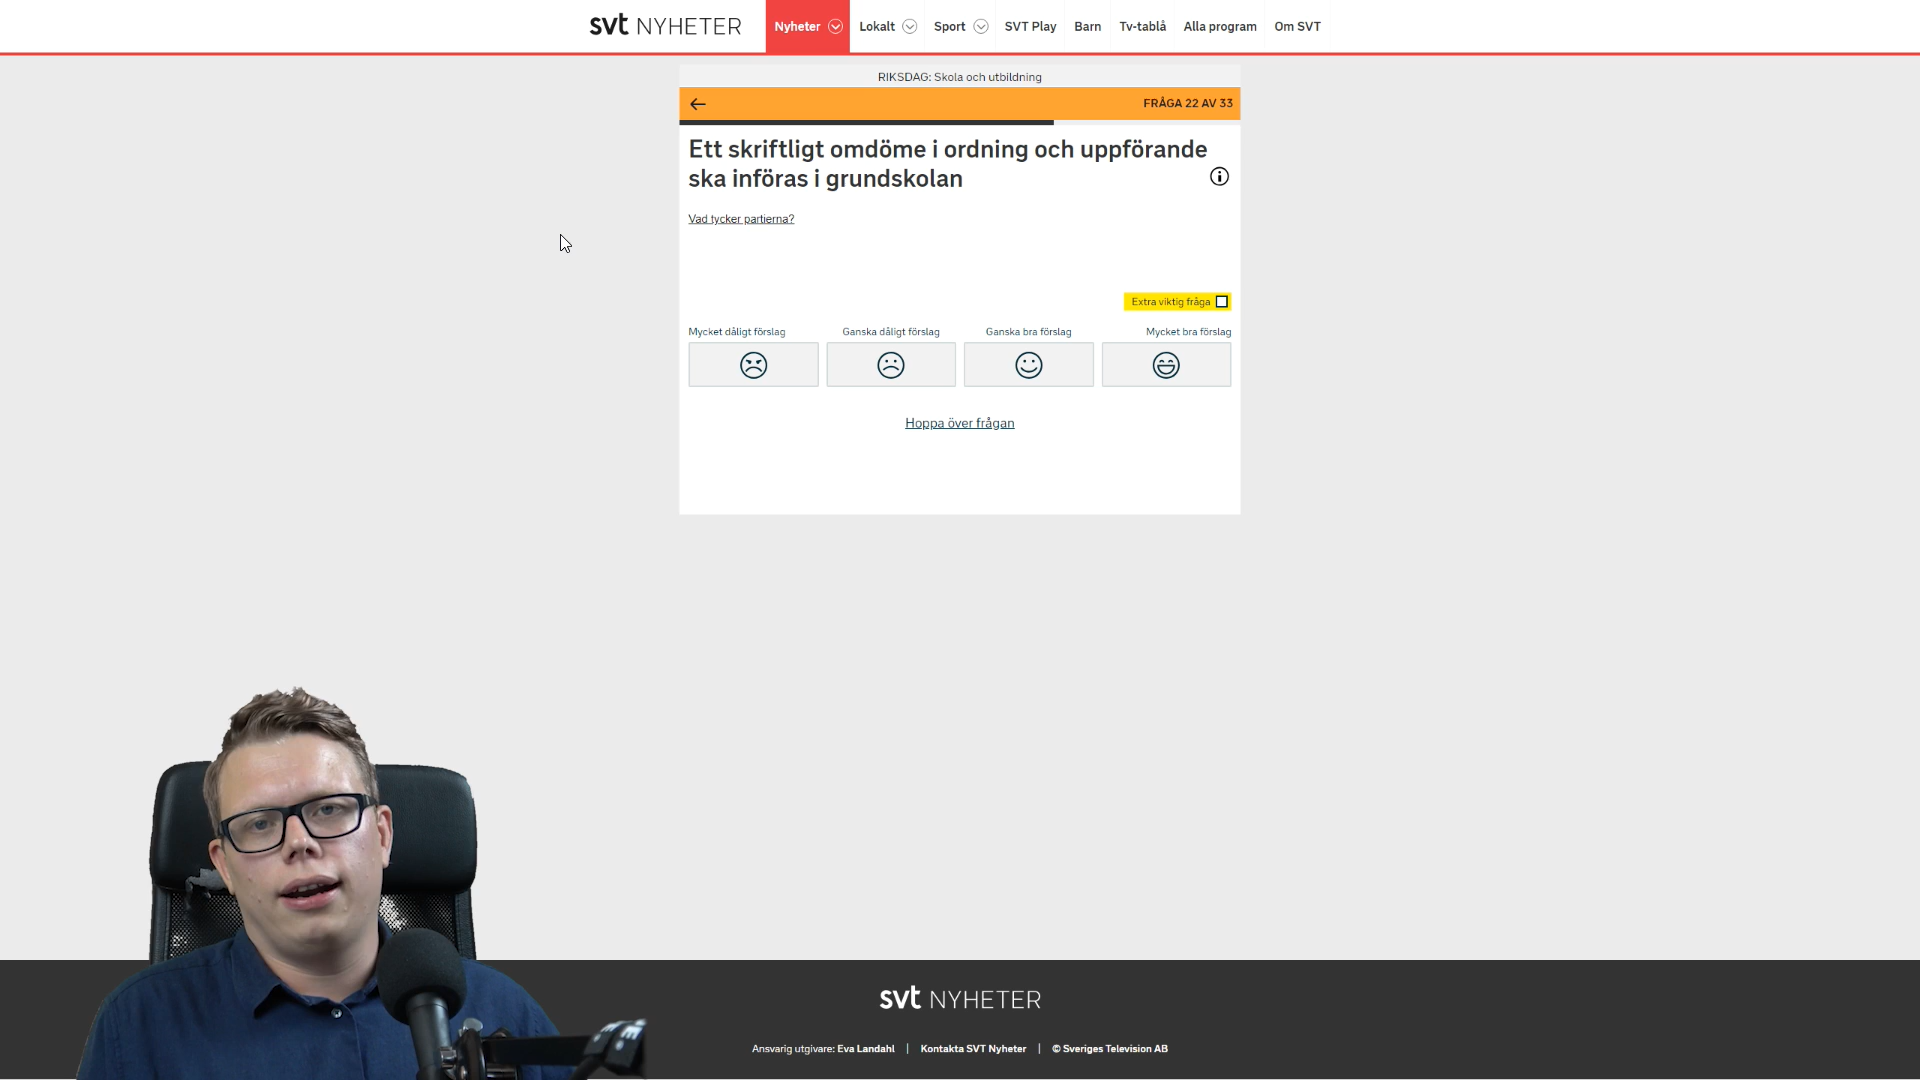 svt NYHETER
Nyheter
Lokalt
Sport
SVT Play
Barn
Tv-tablå
Alla program
Om SVT
RIKSDAG: Skola och utbildning
FRÅGA 22 AV 33
Ett skriftligt omdöme i ordning och uppförande
ska införas i grundskolan
Vad tycker partierna?
Extra viktig fråga
Mycket dåligt förslag
Ganska dåligt förslag
Ganska bra förslag
Mycket bra förslag
Hoppa över frågan
svt NYHETER
Ansvarig utgivare: Eva Landahl | Kontakta SVT Nyheter | © Sveriges Television AB